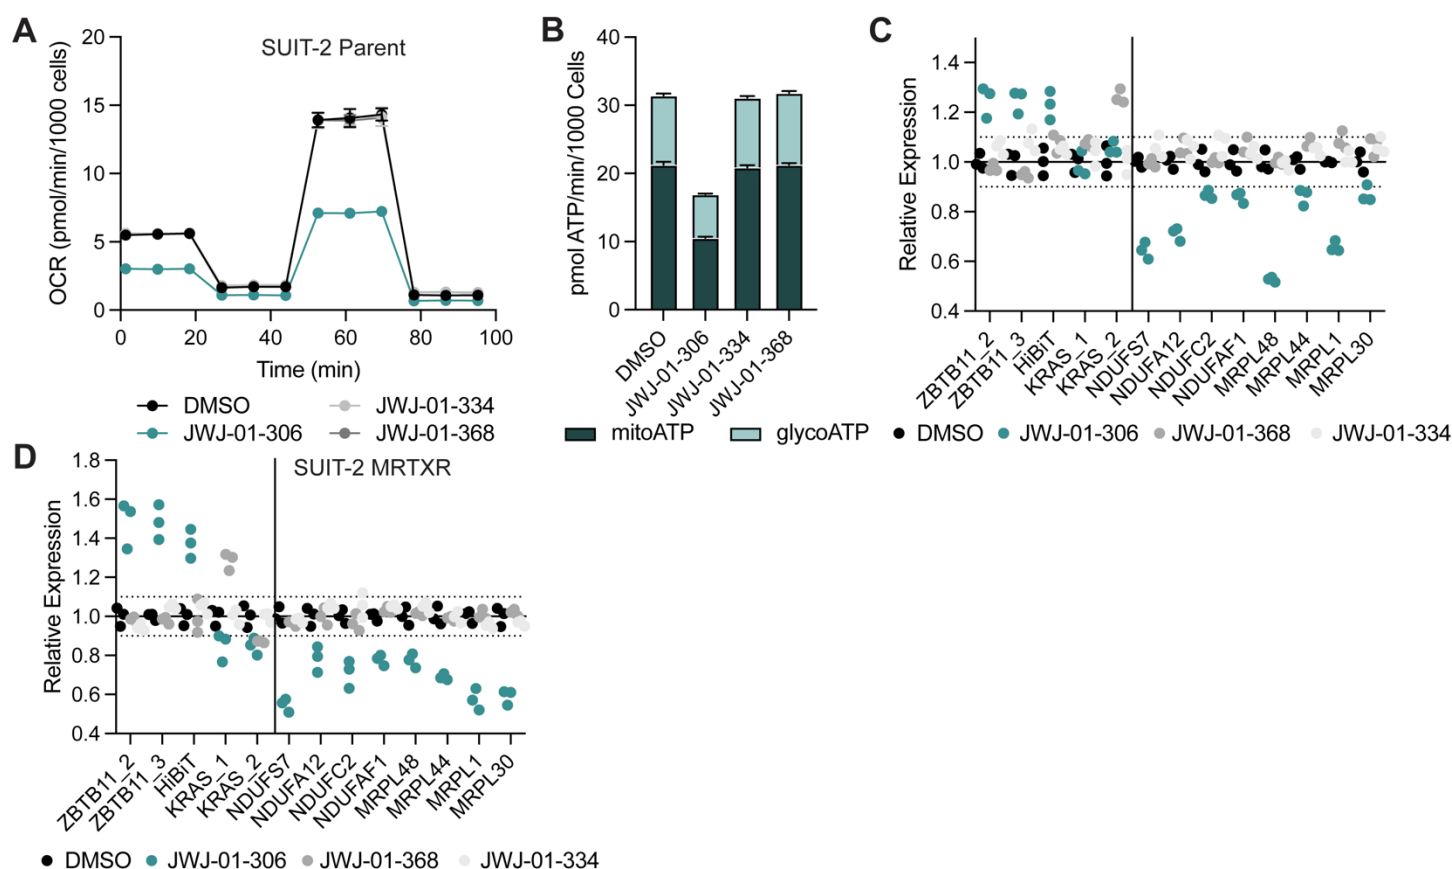 A
SUIT-2 Parent
OCR (pmol/min/1000 cells)
20
15
10
5
0
0 20 40 60 80 100
Time (min)
DMSO JWJ-01-334
JWJ-01-306 JWJ-01-368
B
pmol ATP/min/1000 Cells
40
30
20
10
0
DMSO JWJ-01-306 JWJ-01-334 JWJ-01-368
mitoATP glycoATP
C
Relative Expression
1.4
1.2
1.0
0.8
0.6
0.4
ZBTB11_2 ZBTB11_3 HiBiT KRAS_1 KRAS_2 NDUFS7 NDUFA12 NDUFC2 NDUFAF1 MRPL48 MRPL44 MRPL1 MRPL30
DMSO JWJ-01-306 JWJ-01-368 JWJ-01-334
D
SUIT-2 MRTXR
Relative Expression
1.8
1.6
1.4
1.2
1.0
0.8
0.6
0.4
ZBTB11_2 ZBTB11_3 HiBiT KRAS_1 KRAS_2 NDUFS7 NDUFA12 NDUFC2 NDUFAF1 MRPL48 MRPL44 MRPL1 MRPL30
DMSO JWJ-01-306 JWJ-01-368 JWJ-01-334